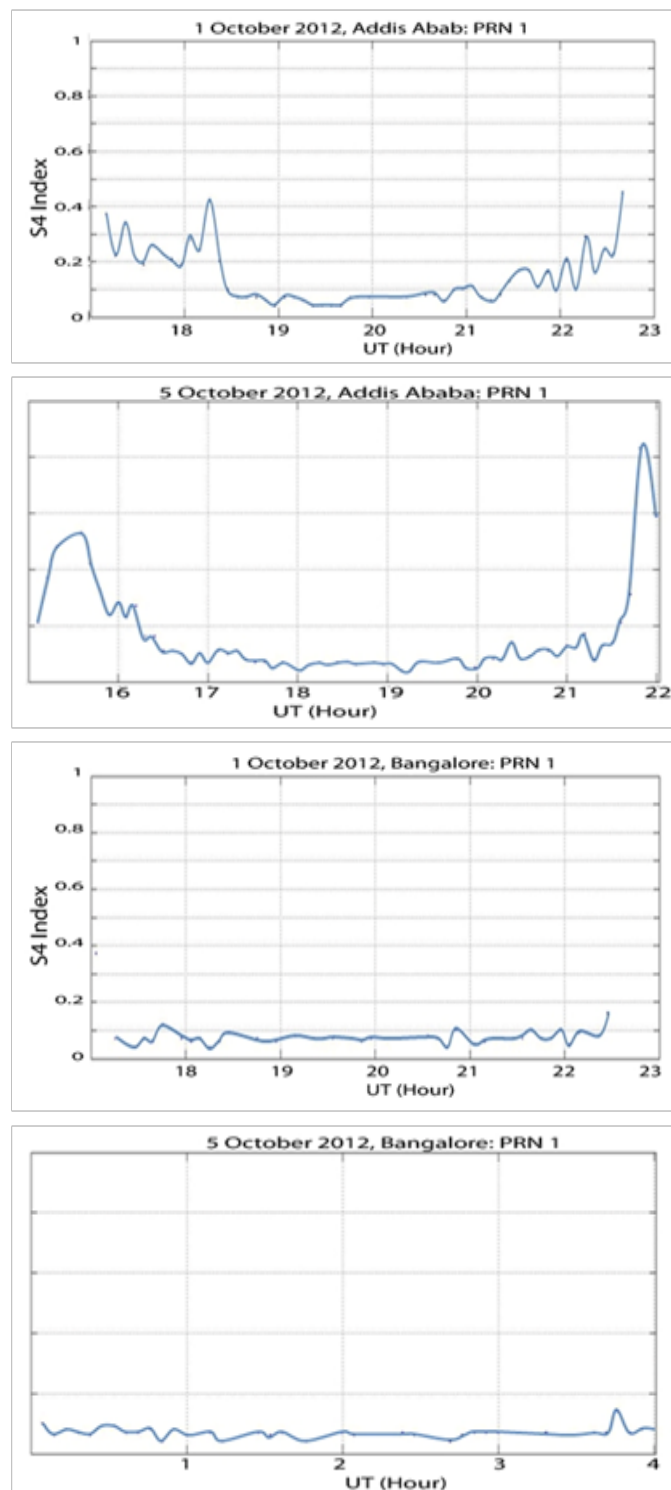 1 October 2012, Addis Abab: PRN 1
1
0.8
0.6
0.4
0.2
0
S4 Index
18 19 20 21 22 23
UT (Hour)
5 October 2012, Addis Ababa: PRN 1
16 17 18 19 20 21 22
UT (Hour)
1 October 2012, Bangalore: PRN 1
1
0.8
0.6
0.4
0.2
0
S4 Index
18 19 20 21 22 23
UT (Hour)
5 October 2012, Bangalore: PRN 1
1 2 3 4
UT (Hour)